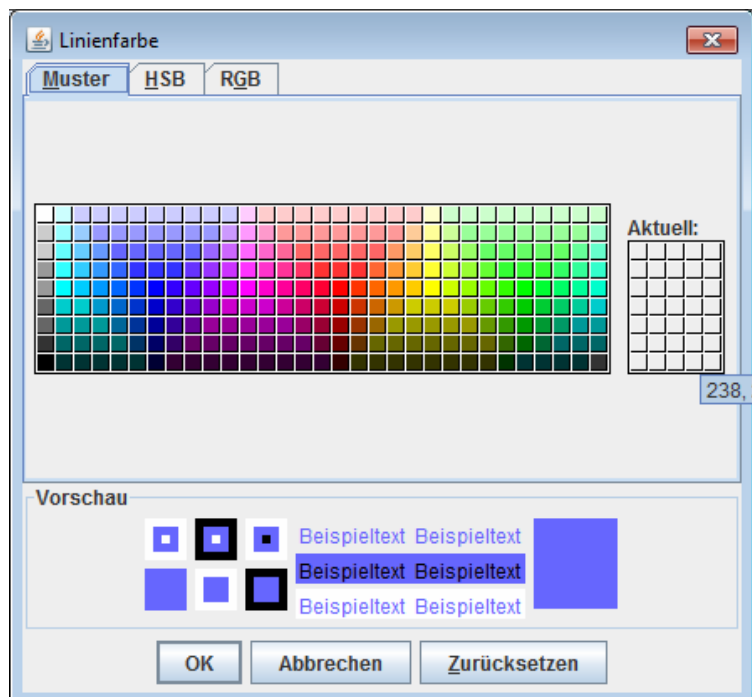 Linienfarbe
Muster HSB RGB
Aktuell:
238,
Vorschau
Beispieltext Beispieltext
Beispieltext Beispieltext
Beispieltext Beispieltext
OK Abbrechen Zurücksetzen